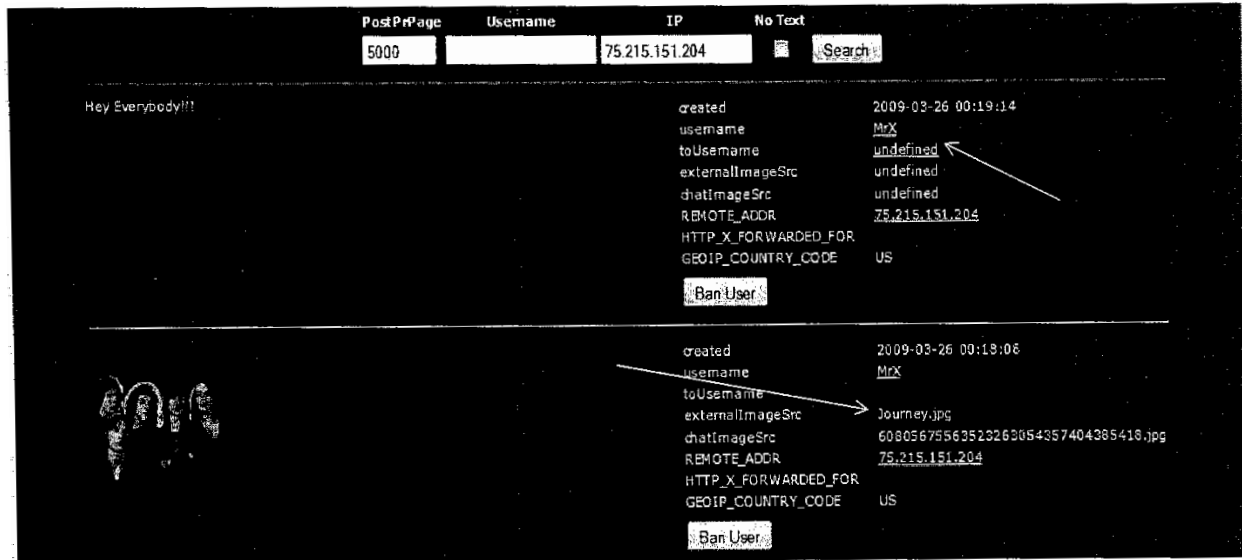 PostPrPage Username IP No Text
5000 75.215.151.204 Search
Hey Everybody!!!
created 2009-03-26 00:19:14
username MrX
toUsername undefined
externalImageSrc undefined
chatImageSrc undefined
REMOTE_ADDR 75.215.151.204
HTTP_X_FORWARDED_FOR
GEOIP_COUNTRY_CODE US
Ban User
created 2009-03-26 00:18:06
username MrX
toUsername
externalImageSrc Journey.jpg
chatImageSrc 60805675563523263054357404385418.jpg
REMOTE_ADDR 75.215.151.204
HTTP_X_FORWARDED_FOR
GEOIP_COUNTRY_CODE US
Ban User